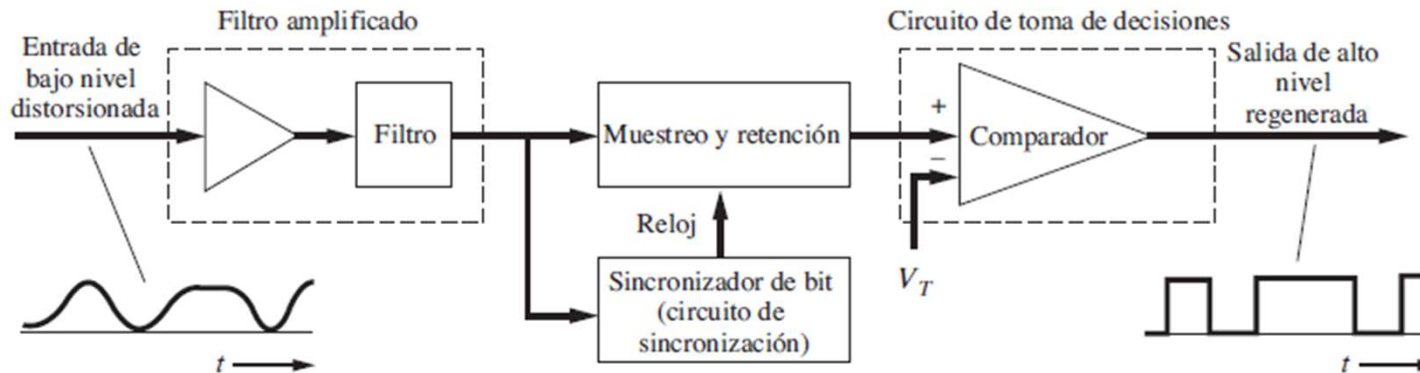 Filtro amplificado
Circuito de toma de decisiones
Entrada de
bajo nivel
distorsionada
Filtro
Muestreo y retención
+
−
Comparador
Salida de alto
nivel
regenerada
Reloj
Sincronizador de bit
(circuito de
sincronización)
V_T
t
t